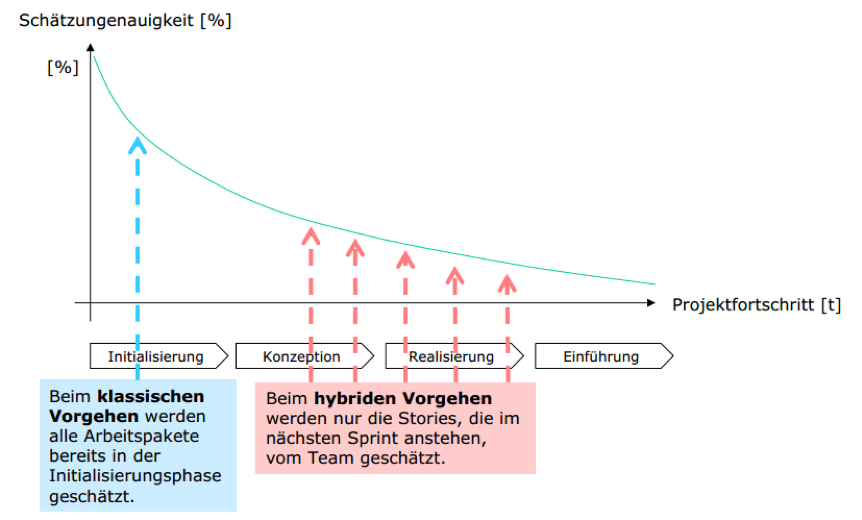 Schätzungenauigkeit [%]
[%]
Projektfortschritt [t]
Initialisierung
Konzeption
Realisierung
Einführung
Beim klassischen
Vorgehen werden
alle Arbeitspakete
bereits in der
Initialisierungsphase
geschätzt.
Beim hybriden Vorgehen
werden nur die Stories, die im
nächsten Sprint anstehen,
vom Team geschätzt.